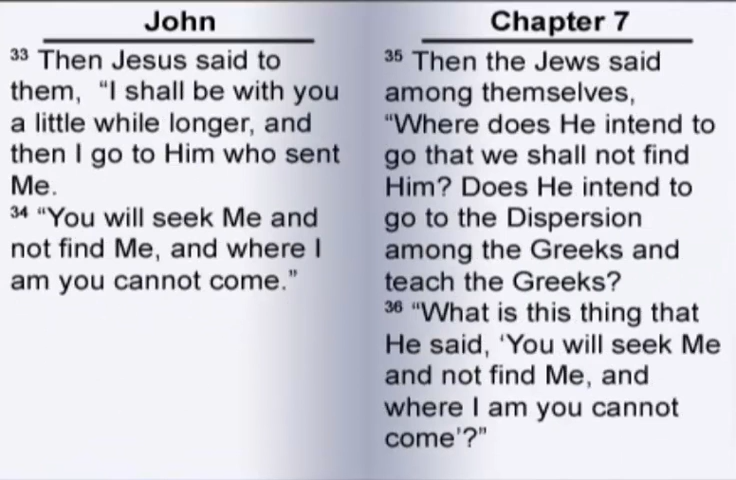 John
³³ Then Jesus said to
them, “I shall be with you
a little while longer, and
then I go to Him who sent
Me.
³⁴ “You will seek Me and
not find Me, and where I
am you cannot come.”
Chapter 7
³⁵ Then the Jews said
among themselves,
“Where does He intend to
go that we shall not find
Him? Does He intend to
go to the Dispersion
among the Greeks and
teach the Greeks?
³⁶ “What is this thing that
He said, ‘You will seek Me
and not find Me, and
where I am you cannot
come’?”